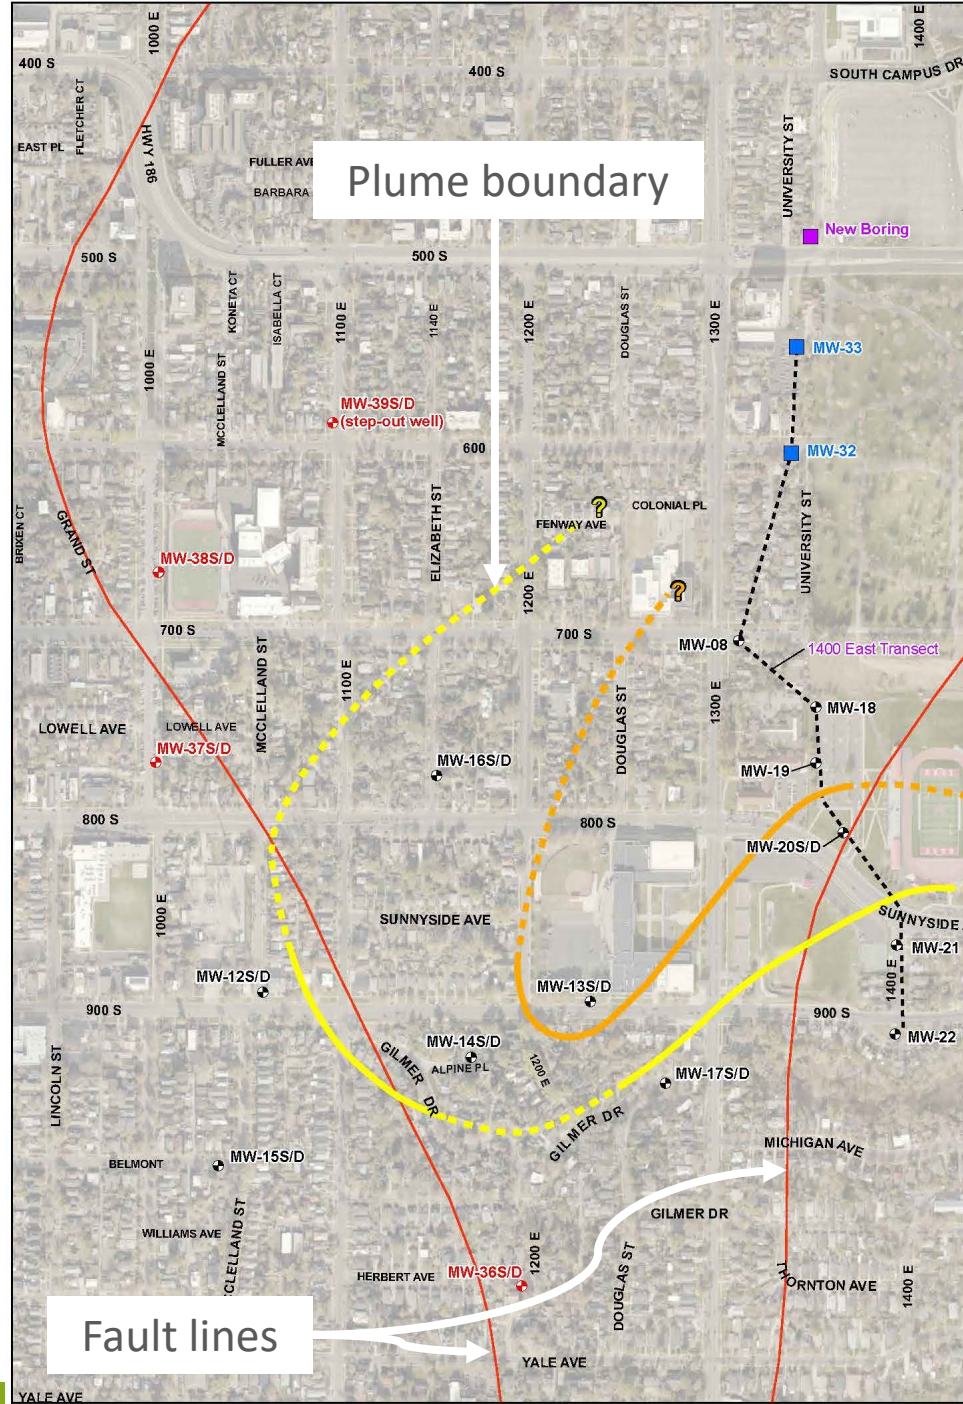 1000 E
1400 E
400 S
400 S
SOUTH CAMPUS DR
FLETCHER CT
EAST PL
HWY 186
FULLER AVE
BARBARA
Plume boundary
UNIVERSITY ST
New Boring
500 S
500 S
KONETA CT
ISABELLA CT
1100 E
1140 E
1200 E
DOUGLAS ST
1300 E
MW-33
1000 E
MCCLELLAND ST
MW-39S/D
(step-out well)
600
MW-32
ELIZABETH ST
?
COLONIAL PL
FENWAY AVE
UNIVERSITY ST
BRIXEN CT
GRAND ST
MW-38S/D
1200 E
?
700 S
700 S
MW-08
1400 East Transect
MCCLELLAND ST
1100 E
DOUGLAS ST
1300 E
MW-18
LOWELL AVE
LOWELL AVE
MW-37S/D
MW-16S/D
MW-19
800 S
800 S
MW-20S/D
1000 E
SUNNYSIDE AVE
SUNNYSIDE
MW-21
1400 E
MW-12S/D
MW-13S/D
900 S
900 S
MW-22
LINCOLN ST
GILMER DR
MW-14S/D
ALPINE PL
1200 E
MW-17S/D
GILMER DR
MICHIGAN AVE
BELMONT
MW-15S/D
MCCLELLAND ST
WILLIAMS AVE
GILMER DR
1200 E
DOUGLAS ST
HERBERT AVE
MW-36S/D
THORNTON AVE
1400 E
Fault lines
YALE AVE
YALE AVE